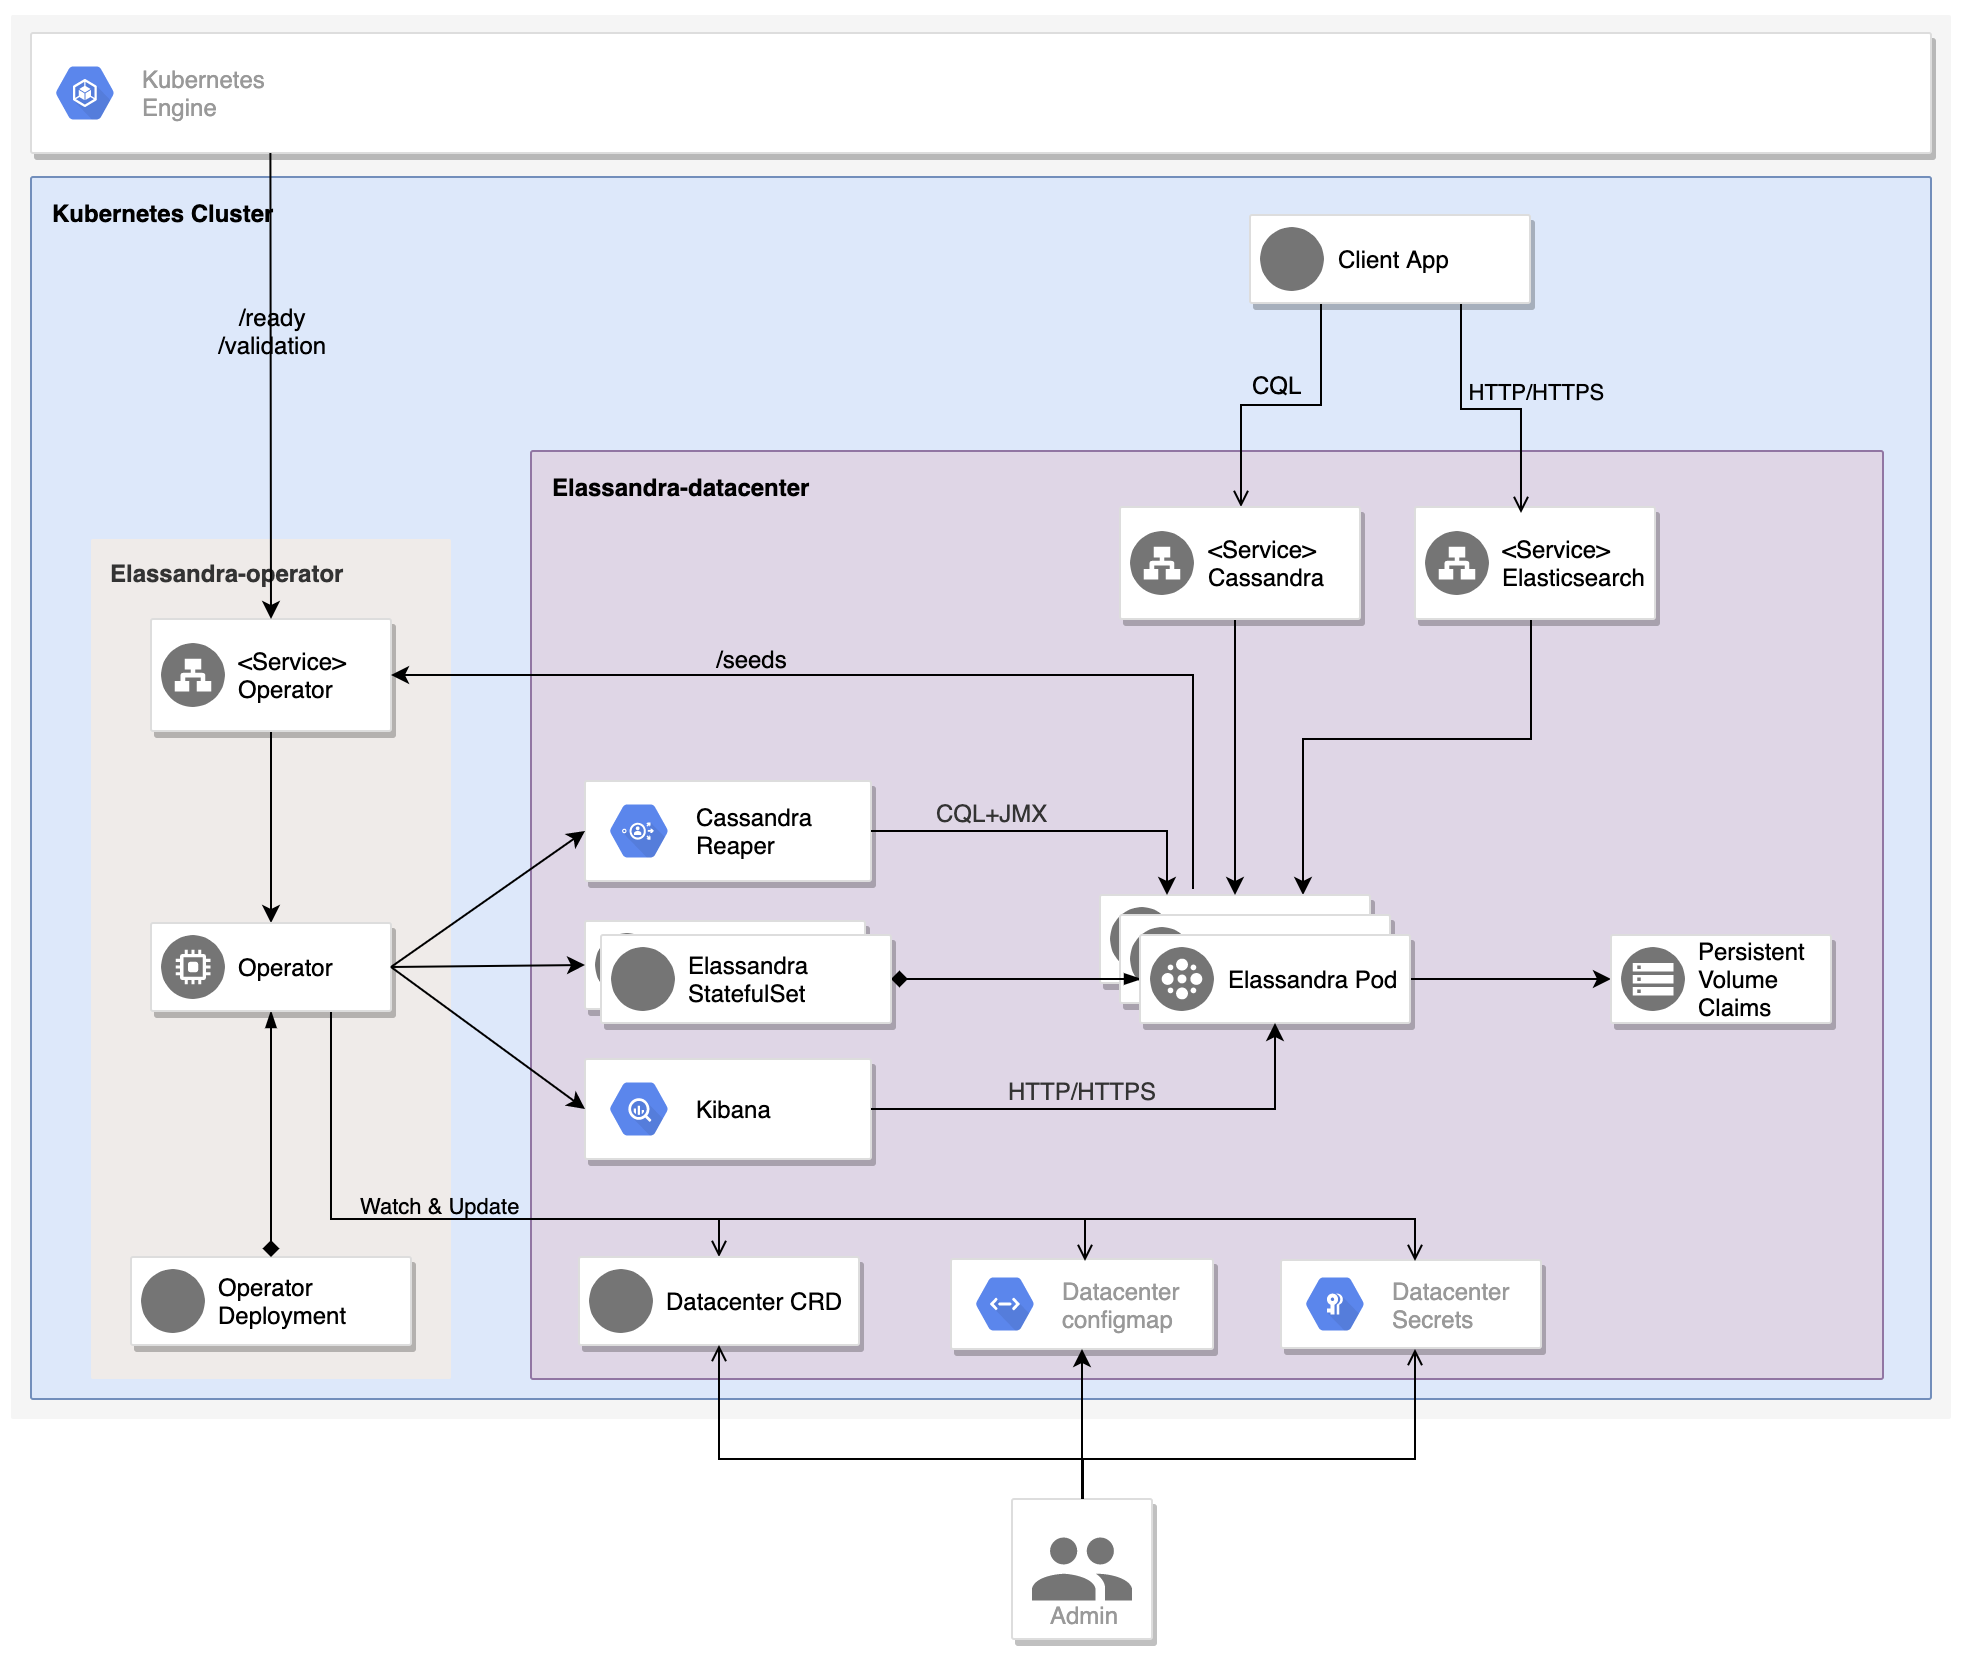 Kubernetes
Engine
Kubernetes Cluster
Client App
/ready
/validation
CQL
HTTP/HTTPS
Elassandra-datacenter
<Service>
Cassandra
<Service>
Elasticsearch
Elassandra-operator
<Service>
Operator
/seeds
Cassandra
Reaper
CQL+JMX
Operator
Elassandra
StatefulSet
Elassandra Pod
Persistent
Volume
Claims
Kibana
HTTP/HTTPS
Watch & Update
Operator
Deployment
Datacenter CRD
Datacenter
configmap
Datacenter
Secrets
Admin